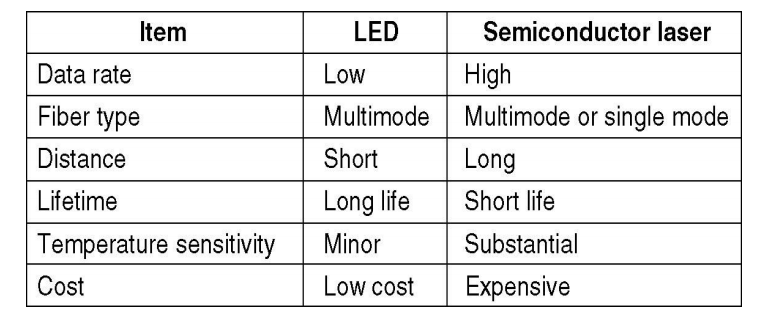 Item LED Semiconductor laser
Data rate Low High
Fiber type Multimode Multimode or single mode
Distance Short Long
Lifetime Long life Short life
Temperature sensitivity Minor Substantial
Cost Low cost Expensive